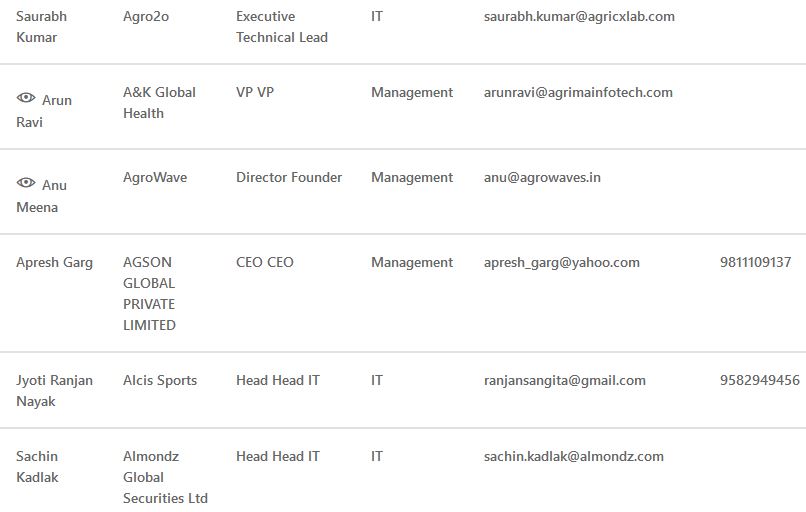 Saurabh Agro2o Executive IT saurabh.kumar@agricxlab.com
Kumar Technical Lead
Arun A&K Global VP VP Management arunravi@agrimainfotech.com
Ravi Health
Anu AgroWave Director Founder Management anu@agrowaves.in
Meena
Apresh Garg AGSON CEO CEO Management apresh_garg@yahoo.com 9811109137
GLOBAL
PRIVATE
LIMITED
Jyoti Ranjan Alcis Sports Head Head IT IT ranjansangita@gmail.com 9582949456
Nayak
Sachin Almondz Head Head IT IT sachin.kadlak@almondz.com
Kadlak Global
Securities Ltd